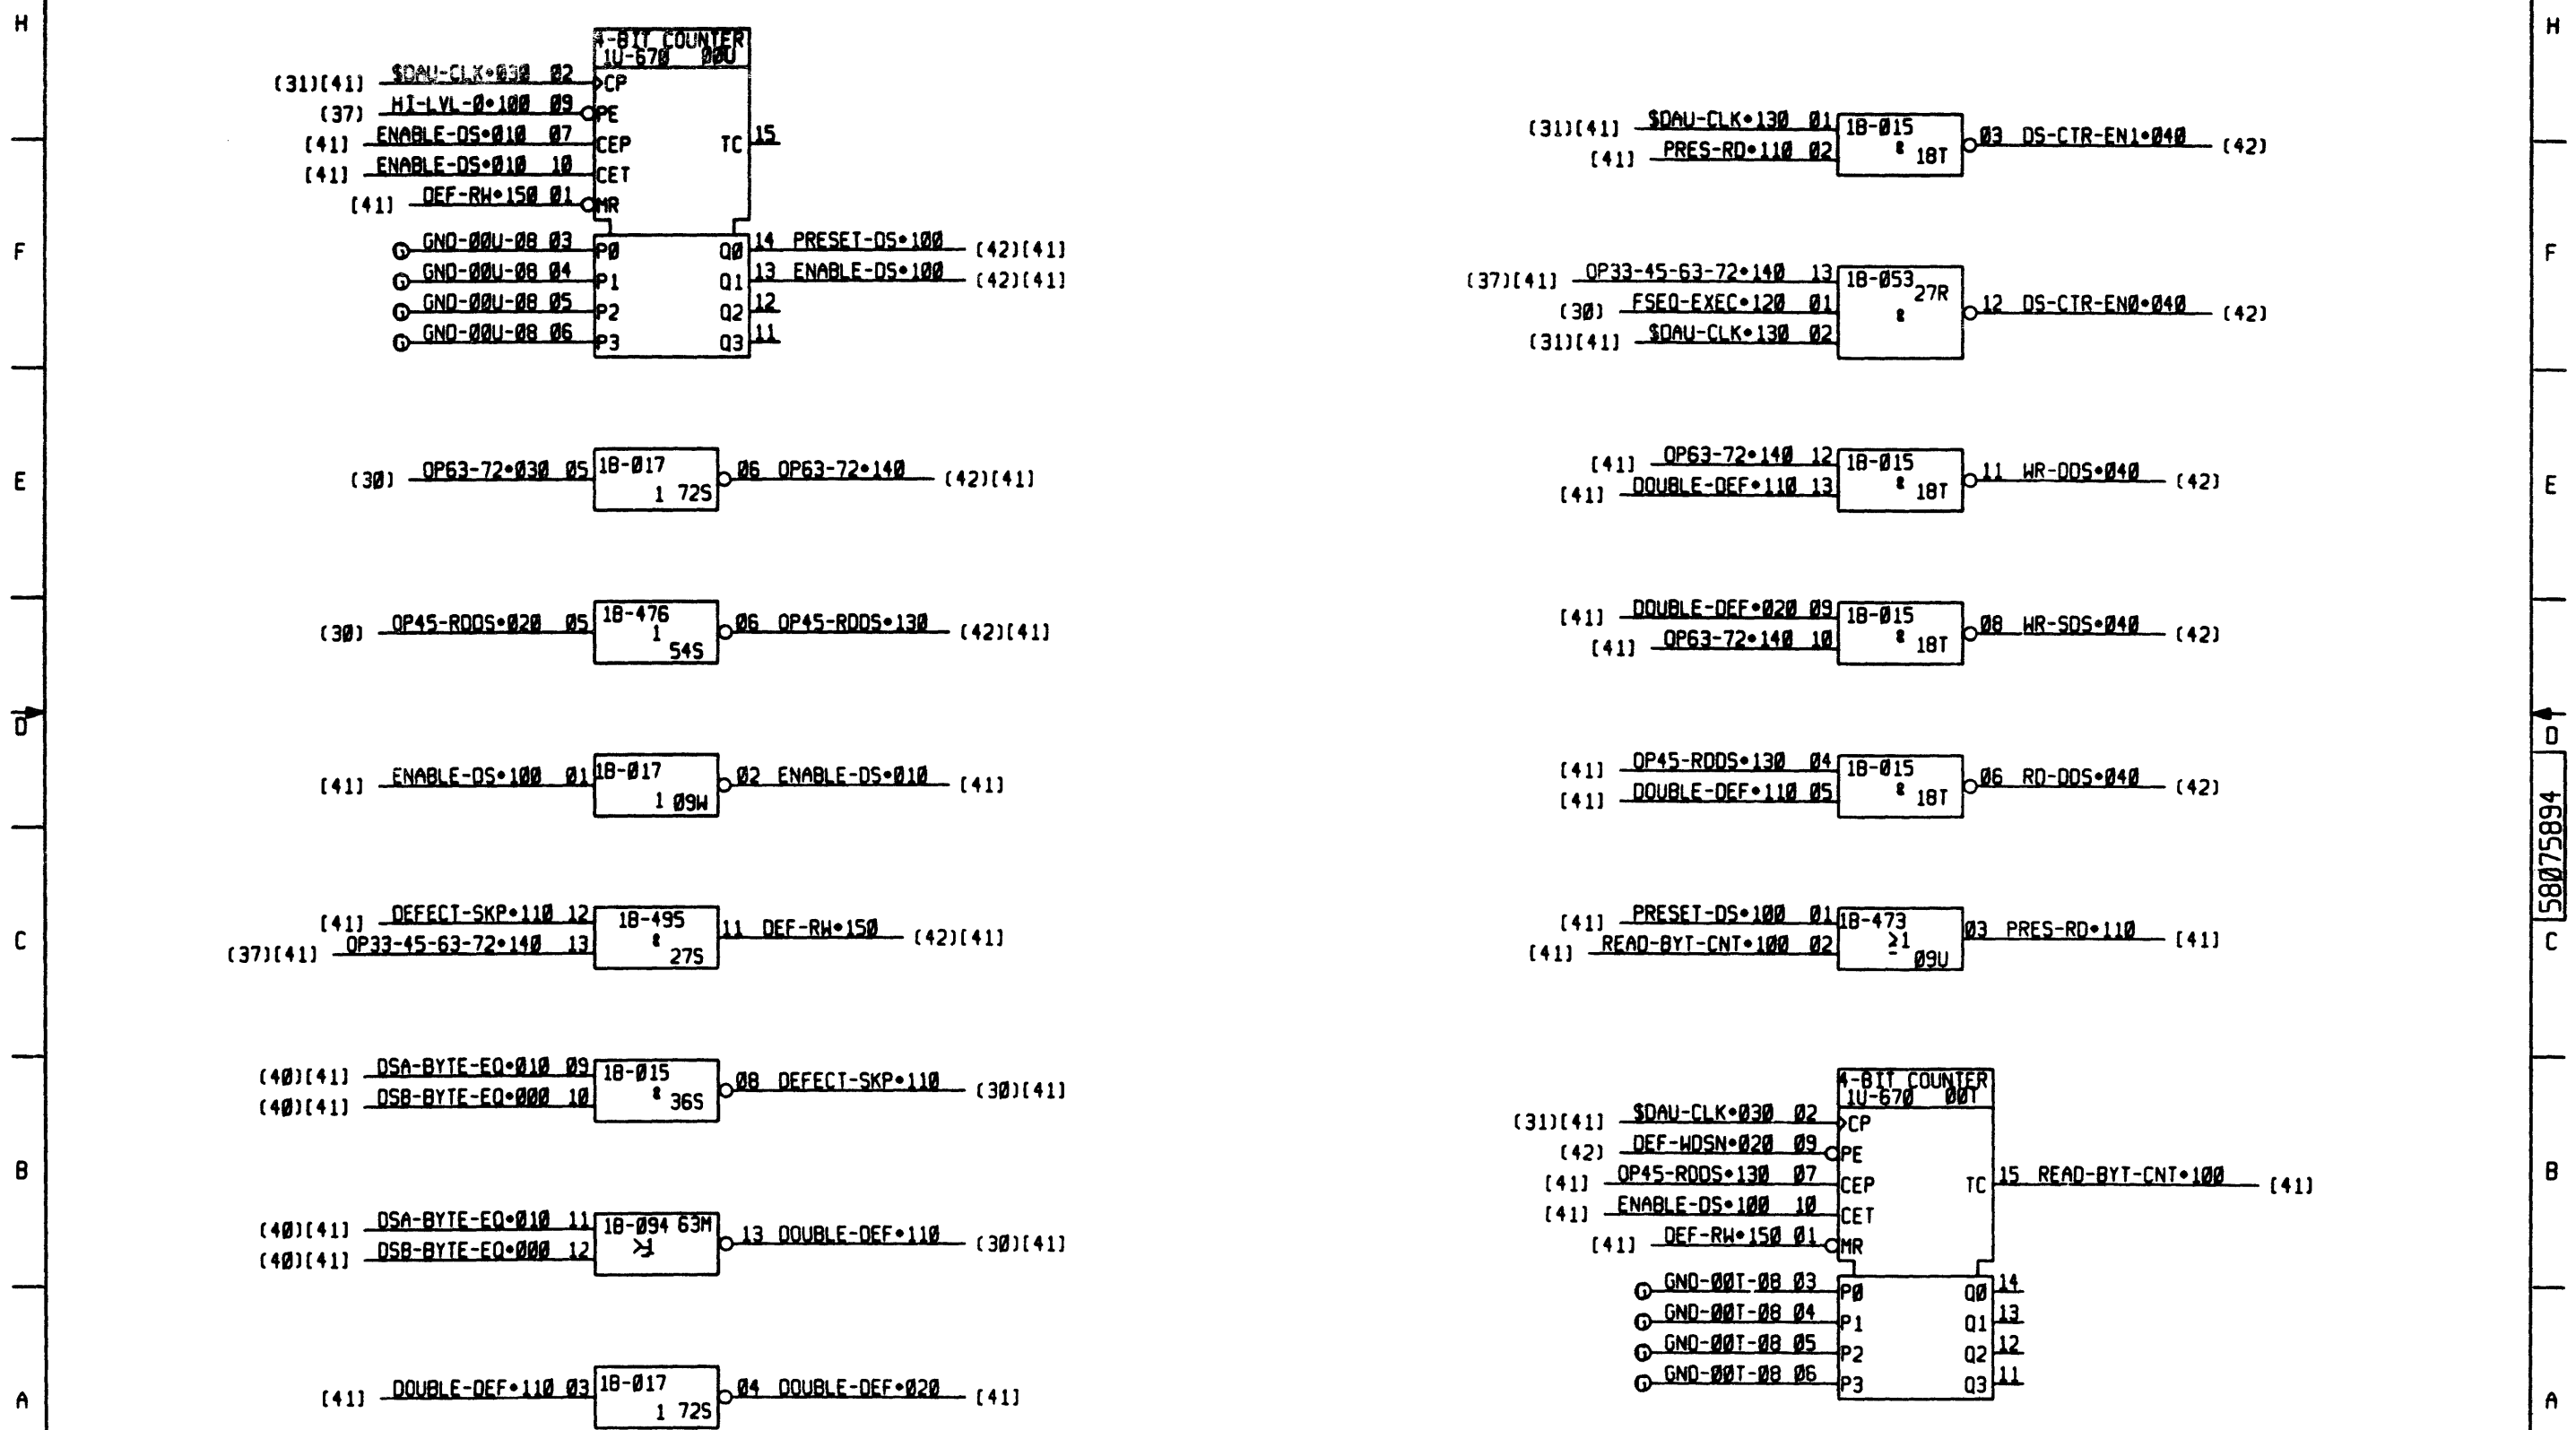 H
H
4-BIT COUNTER
1U-670 00U
(31)[41] $DAU-CLK•030 02 CP
(37) HI-LVL-0•100 09 PE
[41] ENABLE-DS•010 07 CEP TC 15
[41] ENABLE-DS•010 10 CET
[41] DEF-RW•150 01 MR
G GND-00U-08 03 P0 Q0 14 PRESET-DS•100 (42)[41]
G GND-00U-08 04 P1 Q1 13 ENABLE-DS•100 (42)[41]
G GND-00U-08 05 P2 Q2 12
G GND-00U-08 06 P3 Q3 11
(31)[41] $DAU-CLK•130 01 1B-015 03 DS-CTR-EN1•040 (42)
[41] PRES-RD•110 02 & 18T
F
F
(37)[41] OP33-45-63-72•140 13 1B-053 27R
(30) FSEQ-EXEC•120 01 & 12 DS-CTR-EN0•040 (42)
(31)[41] $DAU-CLK•130 02
E
E
(30) OP63-72•030 05 1B-017 06 OP63-72•140 (42)[41]
1 72S
[41] OP63-72•140 12 1B-015 11 WR-DDS•040 (42)
[41] DOUBLE-DEF•110 13 & 18T
(30) OP45-RDDS•020 05 1B-476 06 OP45-RDDS•130 (42)[41]
1
54S
[41] DOUBLE-DEF•020 09 1B-015 08 WR-SDS•040 (42)
[41] OP63-72•140 10 & 18T
D
D
[41] ENABLE-DS•100 01 1B-017 02 ENABLE-DS•010 [41]
1 09W
[41] OP45-RDDS•130 04 1B-015 06 RD-DDS•040 (42)
[41] DOUBLE-DEF•110 05 & 18T
58075894
C
C
[41] DEFECT-SKP•110 12 1B-495 11 DEF-RW•150 (42)[41]
(37)[41] OP33-45-63-72•140 13 & 27S
[41] PRESET-DS•100 01 1B-473 03 PRES-RD•110 [41]
[41] READ-BYT-CNT•100 02 ≥1 09U
(40)[41] DSA-BYTE-EQ•010 09 1B-015 08 DEFECT-SKP•110 (30)[41]
(40)[41] DSB-BYTE-EQ•000 10 & 36S
B
B
(40)[41] DSA-BYTE-EQ•010 11 1B-094 63M 13 DOUBLE-DEF•110 (30)[41]
(40)[41] DSB-BYTE-EQ•000 12 ≥1
4-BIT COUNTER
1U-670 00T
(31)[41] $DAU-CLK•030 02 CP
(42) DEF-WDSN•020 09 PE
[41] OP45-RDDS•130 07 CEP TC 15 READ-BYT-CNT•100 [41]
[41] ENABLE-DS•100 10 CET
[41] DEF-RW•150 01 MR
G GND-00T-08 03 P0 Q0 14
G GND-00T-08 04 P1 Q1 13
G GND-00T-08 05 P2 Q2 12
G GND-00T-08 06 P3 Q3 11
A
A
[41] DOUBLE-DEF•110 03 1B-017 04 DOUBLE-DEF•020 [41]
1 72S